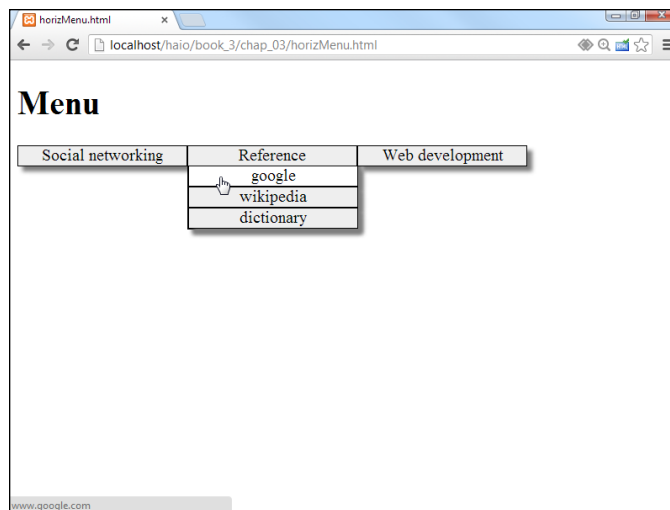 horizMenu.html
localhost/haio/book_3/chap_03/horizMenu.html
Menu
Social networking Reference Web development
google
wikipedia
dictionary
www.google.com